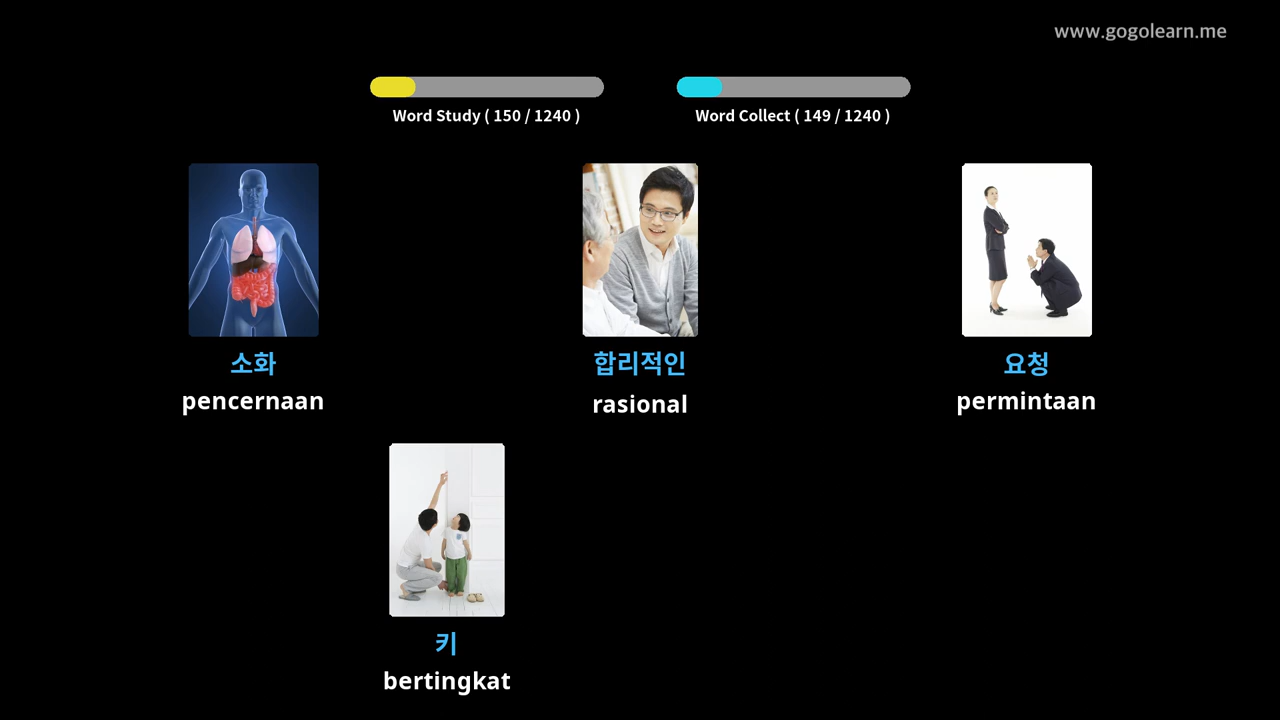 www.gogolearn.me
Word Study ( 150 / 1240 )
Word Collect ( 149 / 1240 )
소화
pencernaan
합리적인
rasional
요청
permintaan
키
bertingkat